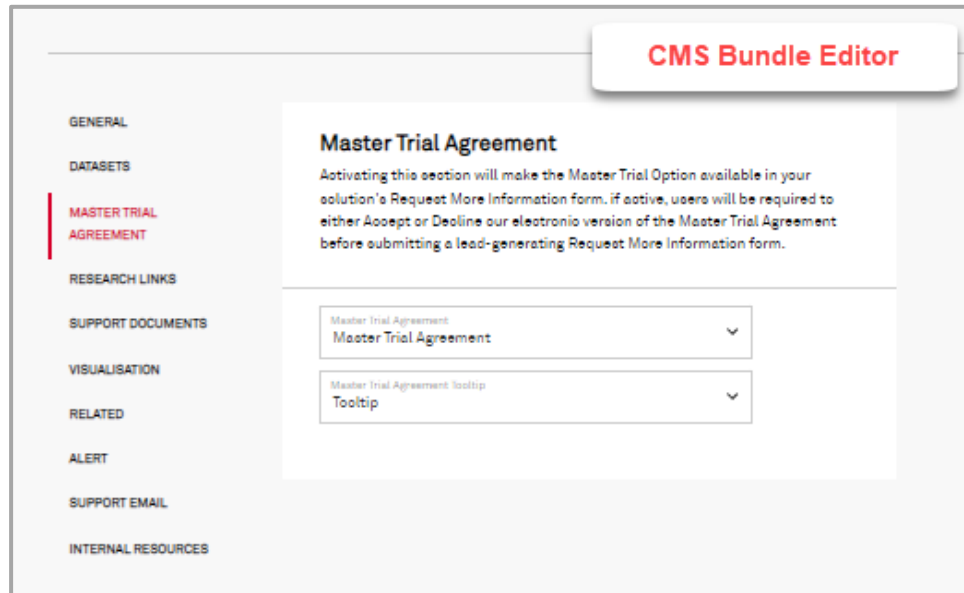 CMS Bundle Editor
GENERAL
DATASETS
MASTER TRIAL
AGREEMENT
RESEARCH LINKS
SUPPORT DOCUMENTS
VISUALISATION
RELATED
ALERT
SUPPORT EMAIL
INTERNAL RESOURCES
Master Trial Agreement
Activating this section will make the Master Trial Option available in your
solution's Request More Information form. if active, users will be required to
either Accept or Decline our electronic version of the Master Trial Agreement
before submitting a lead-generating Request More Information form.
Master Trial Agreement
Master Trial Agreement
Master Trial Agreement Tooltip
Tooltip